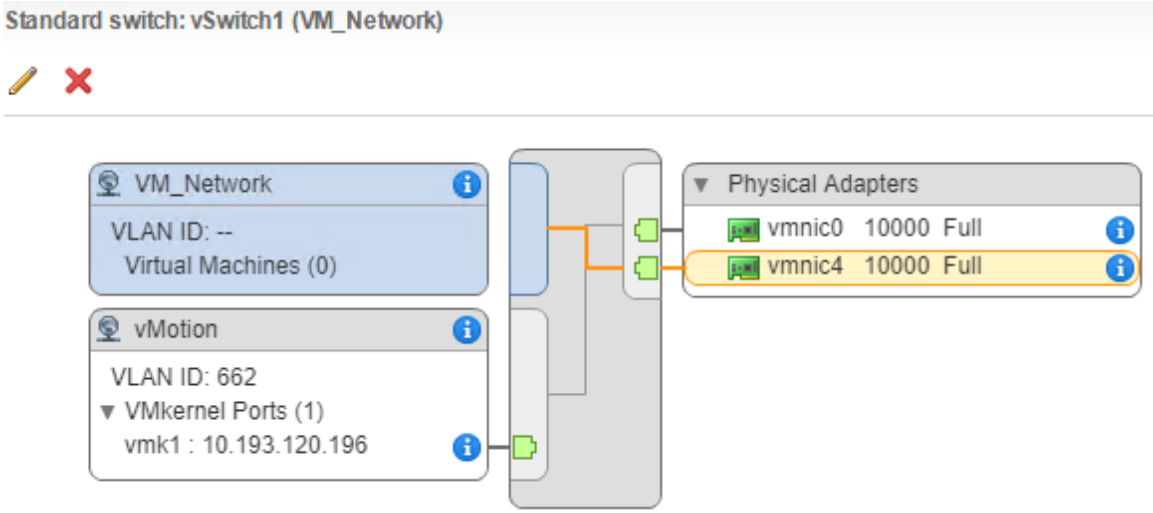 Standard switch: vSwitch1 (VM_Network)
VM_Network
VLAN ID: --
Virtual Machines (0)
vMotion
VLAN ID: 662
VMkernel Ports (1)
vmk1 : 10.193.120.196
Physical Adapters
vmnic0 10000 Full
vmnic4 10000 Full